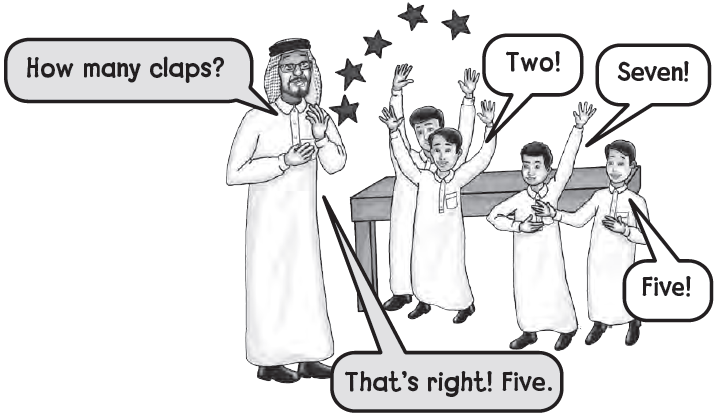 How many claps?
Two!
Seven!
Five!
That's right! Five.